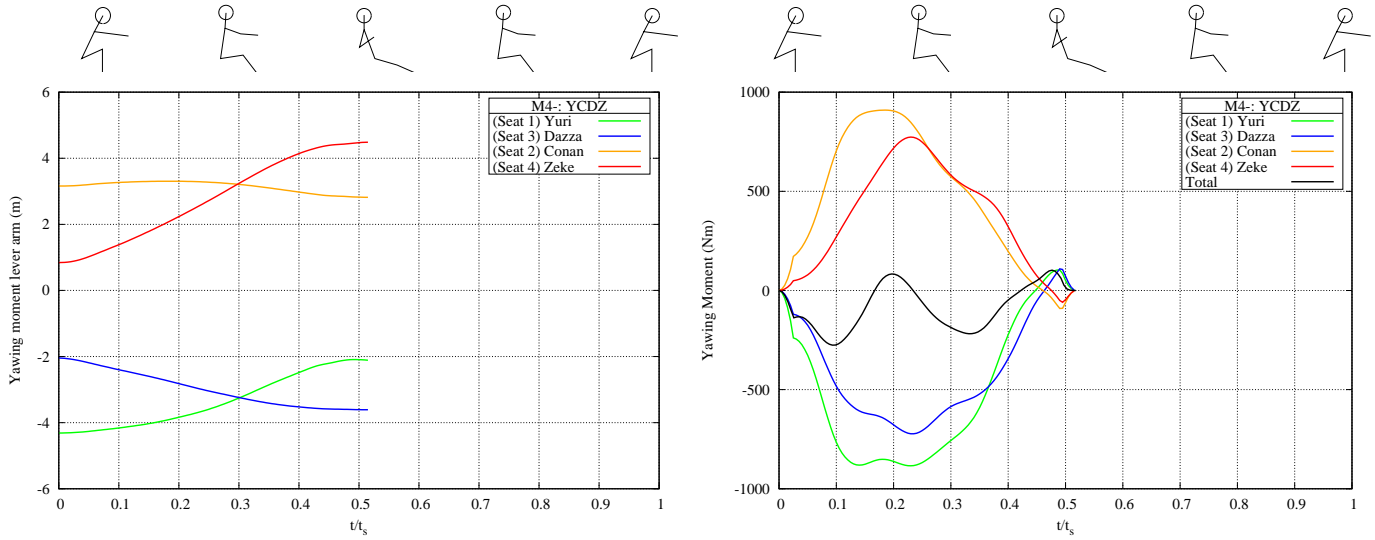 M4-: YCDZ
(Seat 1) Yuri
(Seat 3) Dazza
(Seat 2) Conan
(Seat 4) Zeke
Yawing moment lever arm (m)
6
4
2
0
-2
-4
-6
0 0.1 0.2 0.3 0.4 0.5 0.6 0.7 0.8 0.9 1
t/ts
M4-: YCDZ
(Seat 1) Yuri
(Seat 3) Dazza
(Seat 2) Conan
(Seat 4) Zeke
Total
Yawing Moment (Nm)
1000
500
0
-500
-1000
0 0.1 0.2 0.3 0.4 0.5 0.6 0.7 0.8 0.9 1
t/ts